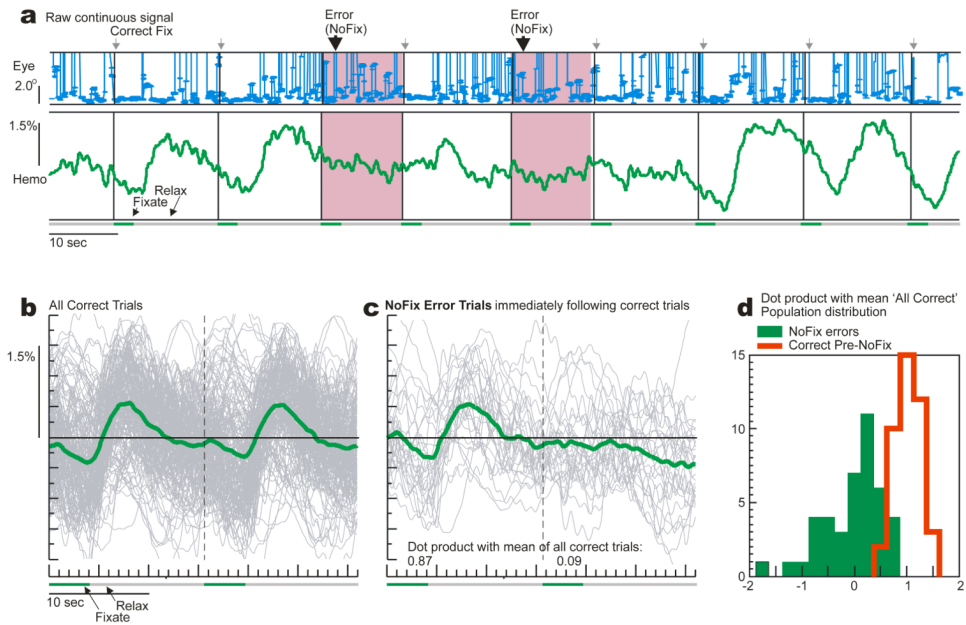 a Raw continuous signal
Correct Fix
Error
(NoFix)
Error
(NoFix)
Eye
2.0°
1.5%
Hemo
Fixate
Relax
10 sec
b All Correct Trials
1.5%
10 sec
Fixate
Relax
c NoFix Error Trials immediately following correct trials
Dot product with mean of all correct trials:
0.87 0.09
d Dot product with mean 'All Correct'
Population distribution
NoFix errors
Correct Pre-NoFix
15
10
5
0
-2 -1 0 1 2